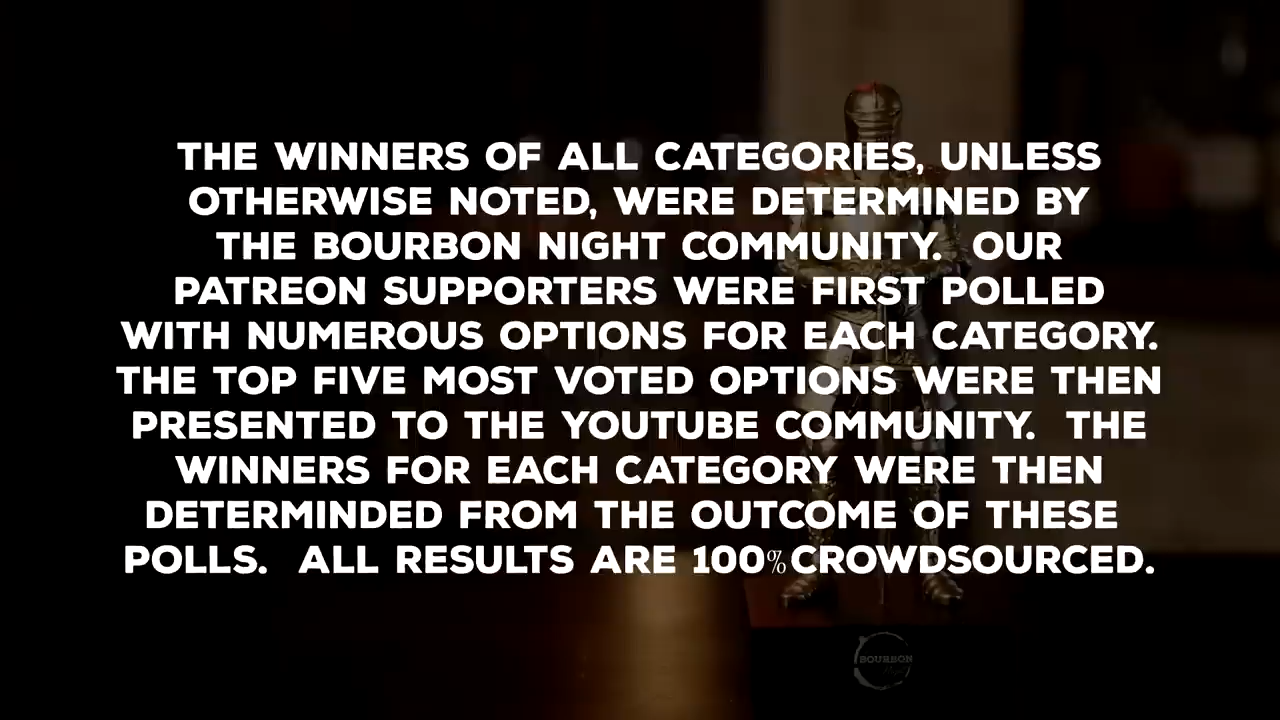 THE WINNERS OF ALL CATEGORIES, UNLESS
OTHERWISE NOTED, WERE DETERMINED BY
THE BOURBON NIGHT COMMUNITY. OUR
PATREON SUPPORTERS WERE FIRST POLLED
WITH NUMEROUS OPTIONS FOR EACH CATEGORY.
THE TOP FIVE MOST VOTED OPTIONS WERE THEN
PRESENTED TO THE YOUTUBE COMMUNITY. THE
WINNERS FOR EACH CATEGORY WERE THEN
DETERMINDED FROM THE OUTCOME OF THESE
POLLS. ALL RESULTS ARE 100% CROWDSOURCED.
BOURBON